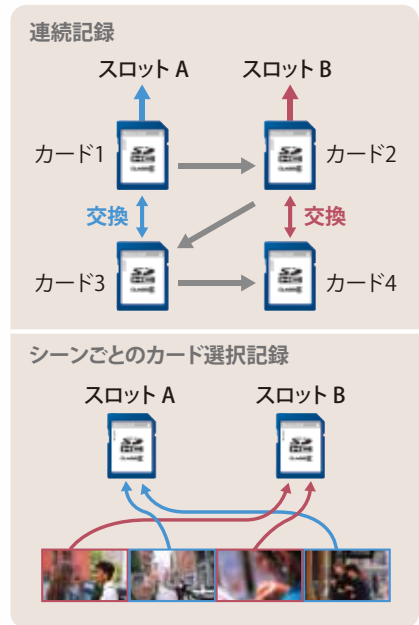 連続記録
スロット A
スロット B
カード1
カード2
交換
交換
カード3
カード4
シーンごとのカード選択記録
スロット A
スロット B